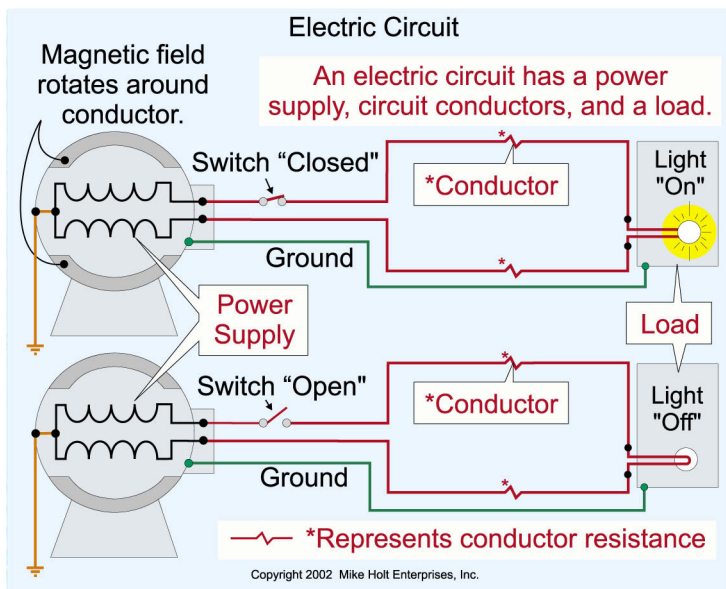 Electric Circuit
Magnetic field
rotates around
conductor.
An electric circuit has a power
supply, circuit conductors, and a load.
Switch “Closed"
*
*Conductor
Light
"On"
*
Ground
Power
Supply
Load
Switch “Open"
*
*Conductor
Light
"Off"
*
Ground
*Represents conductor resistance
Copyright 2002 Mike Holt Enterprises, Inc.